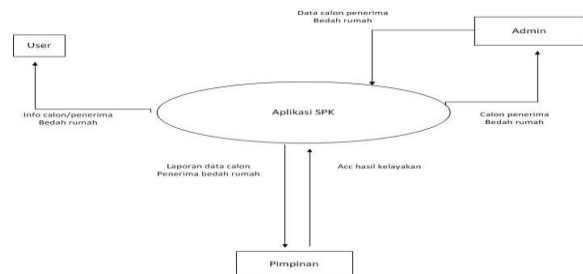 Data calon penerima
Bedah rumah
Admin
User
Aplikasi SPK
Info calon/penerima
Bedah rumah
Calon penerima
Bedah rumah
Laporan data calon
Penerima bedah rumah
Acc hasil kelayakan
Pimpinan